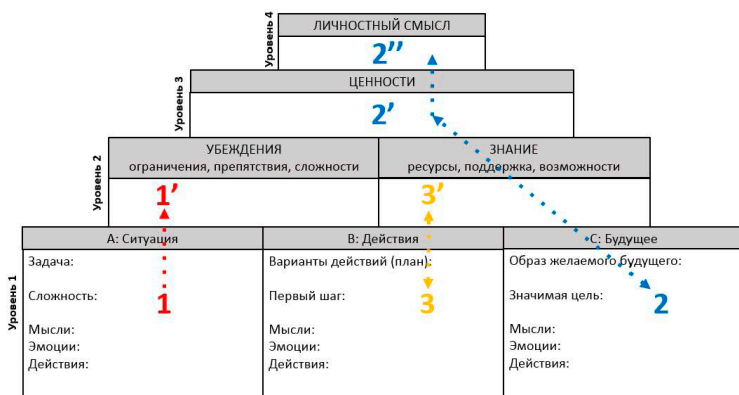 Уровень 4
ЛИЧНОСТНЫЙ СМЫСЛ
2''
Уровень 3
ЦЕННОСТИ
2'
Уровень 2
УБЕЖДЕНИЯ
ограничения, препятствия, сложности
ЗНАНИЕ
ресурсы, поддержка, возможности
1'
3'
Уровень 1
А: Ситуация
Задача:
Сложность:
1
Мысли:
Эмоции:
Действия:
В: Действия
Варианты действий (план):
Первый шаг:
3
Мысли:
Эмоции:
Действия:
С: Будущее
Образ желаемого будущего:
Значимая цель:
2
Мысли:
Эмоции:
Действия: